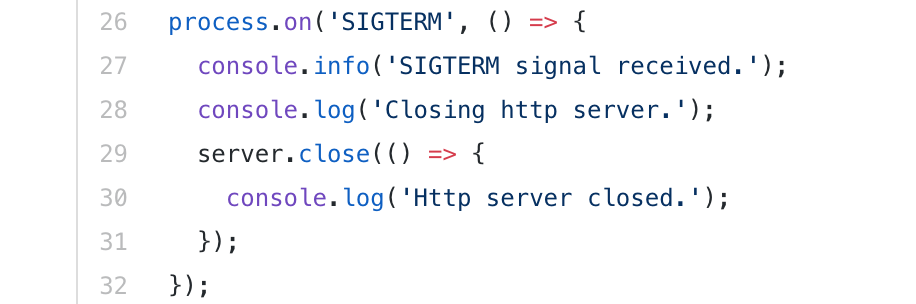 26 process.on('SIGTERM', () => {
27   console.info('SIGTERM signal received.');
28   console.log('Closing http server.');
29   server.close(() => {
30     console.log('Http server closed.');
31   });
32 });